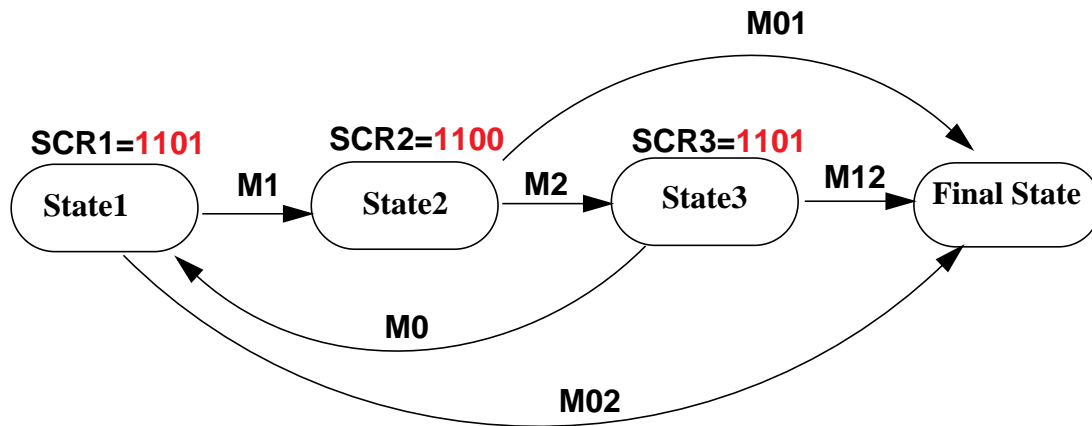 M01
SCR1=1101
SCR2=1100
SCR3=1101
State1
M1
State2
M2
State3
M12
Final State
M0
M02